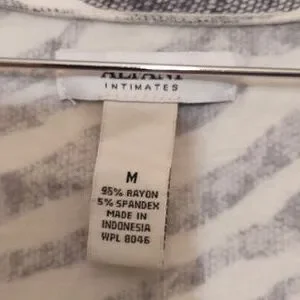 INTIMATES
M
95% RAYON
5% SPANDEX
MADE IN
INDONESIA
WPL 8046